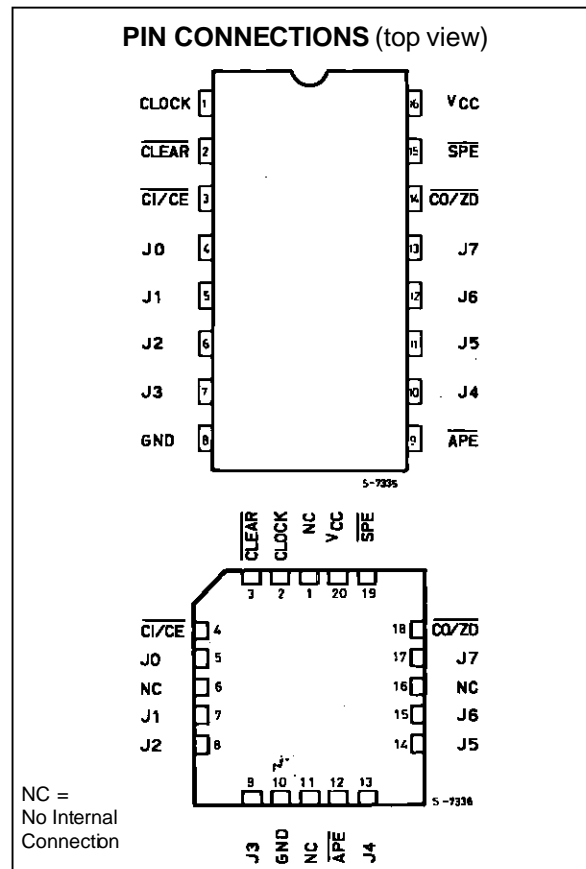 PIN CONNECTIONS (top view)
CLOCK 1 16 VCC
CLEAR 2 15 SPE
CI/CE 3 14 CO/ZD
J0 4 13 J7
J1 5 12 J6
J2 6 11 J5
J3 7 10 J4
GND 8 9 APE
S-7335
CLEAR CLOCK NC VCC SPE
3 2 1 20 19
CI/CE 4 18 CO/ZD
J0 5 17 J7
NC 6 16 NC
J1 7 15 J6
J2 8 14 J5
9 10 11 12 13
J3 GND NC APE J4
S-7336
NC =
No Internal
Connection